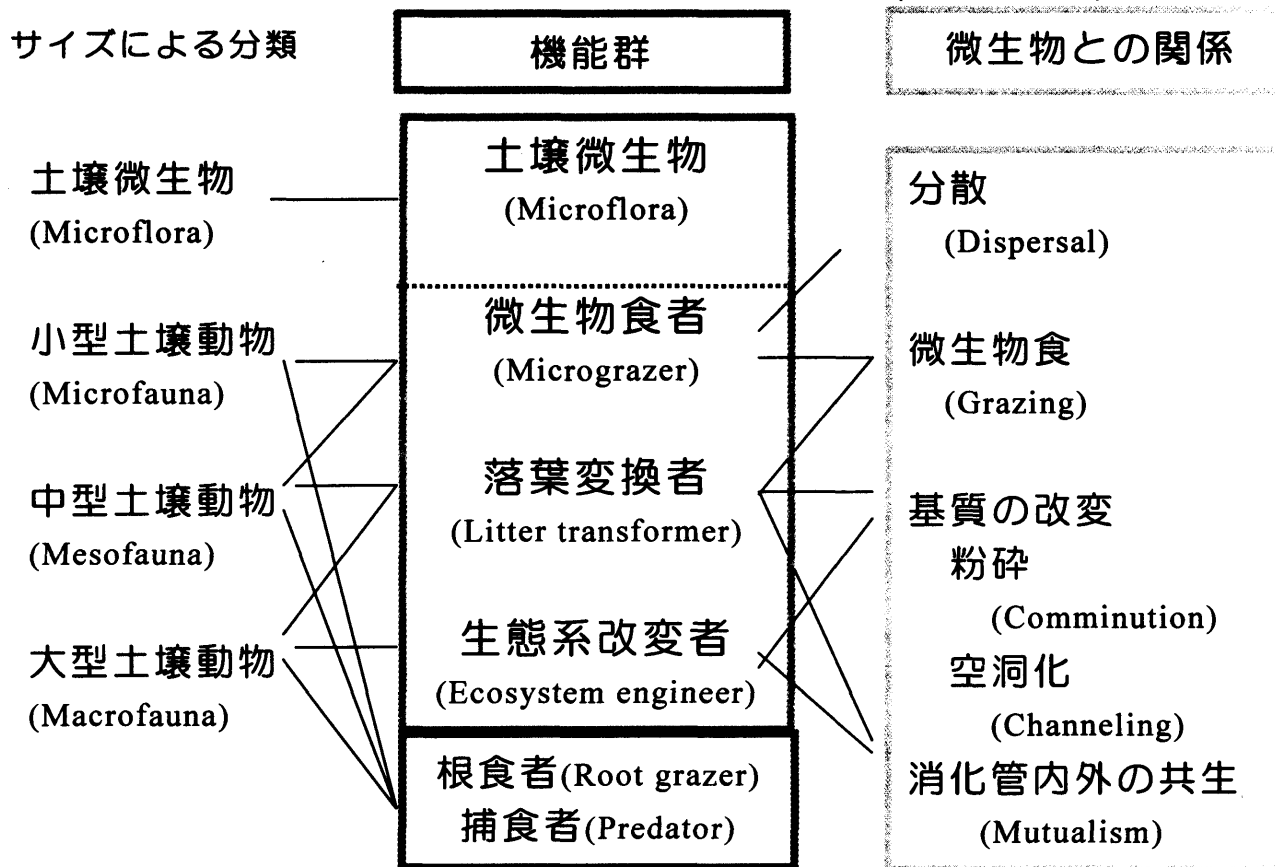 サイズによる分類
機能群
微生物との関係
土壌微生物
(Microflora)
小型土壌動物
(Microfauna)
中型土壌動物
(Mesofauna)
大型土壌動物
(Macrofauna)
土壌微生物
(Microflora)
微生物食者
(Micrograzer)
落葉変換者
(Litter transformer)
生態系改変者
(Ecosystem engineer)
根食者(Root grazer)
捕食者(Predator)
分散
(Dispersal)
微生物食
(Grazing)
基質の改変
粉砕
(Comminution)
空洞化
(Channeling)
消化管内外の共生
(Mutualism)